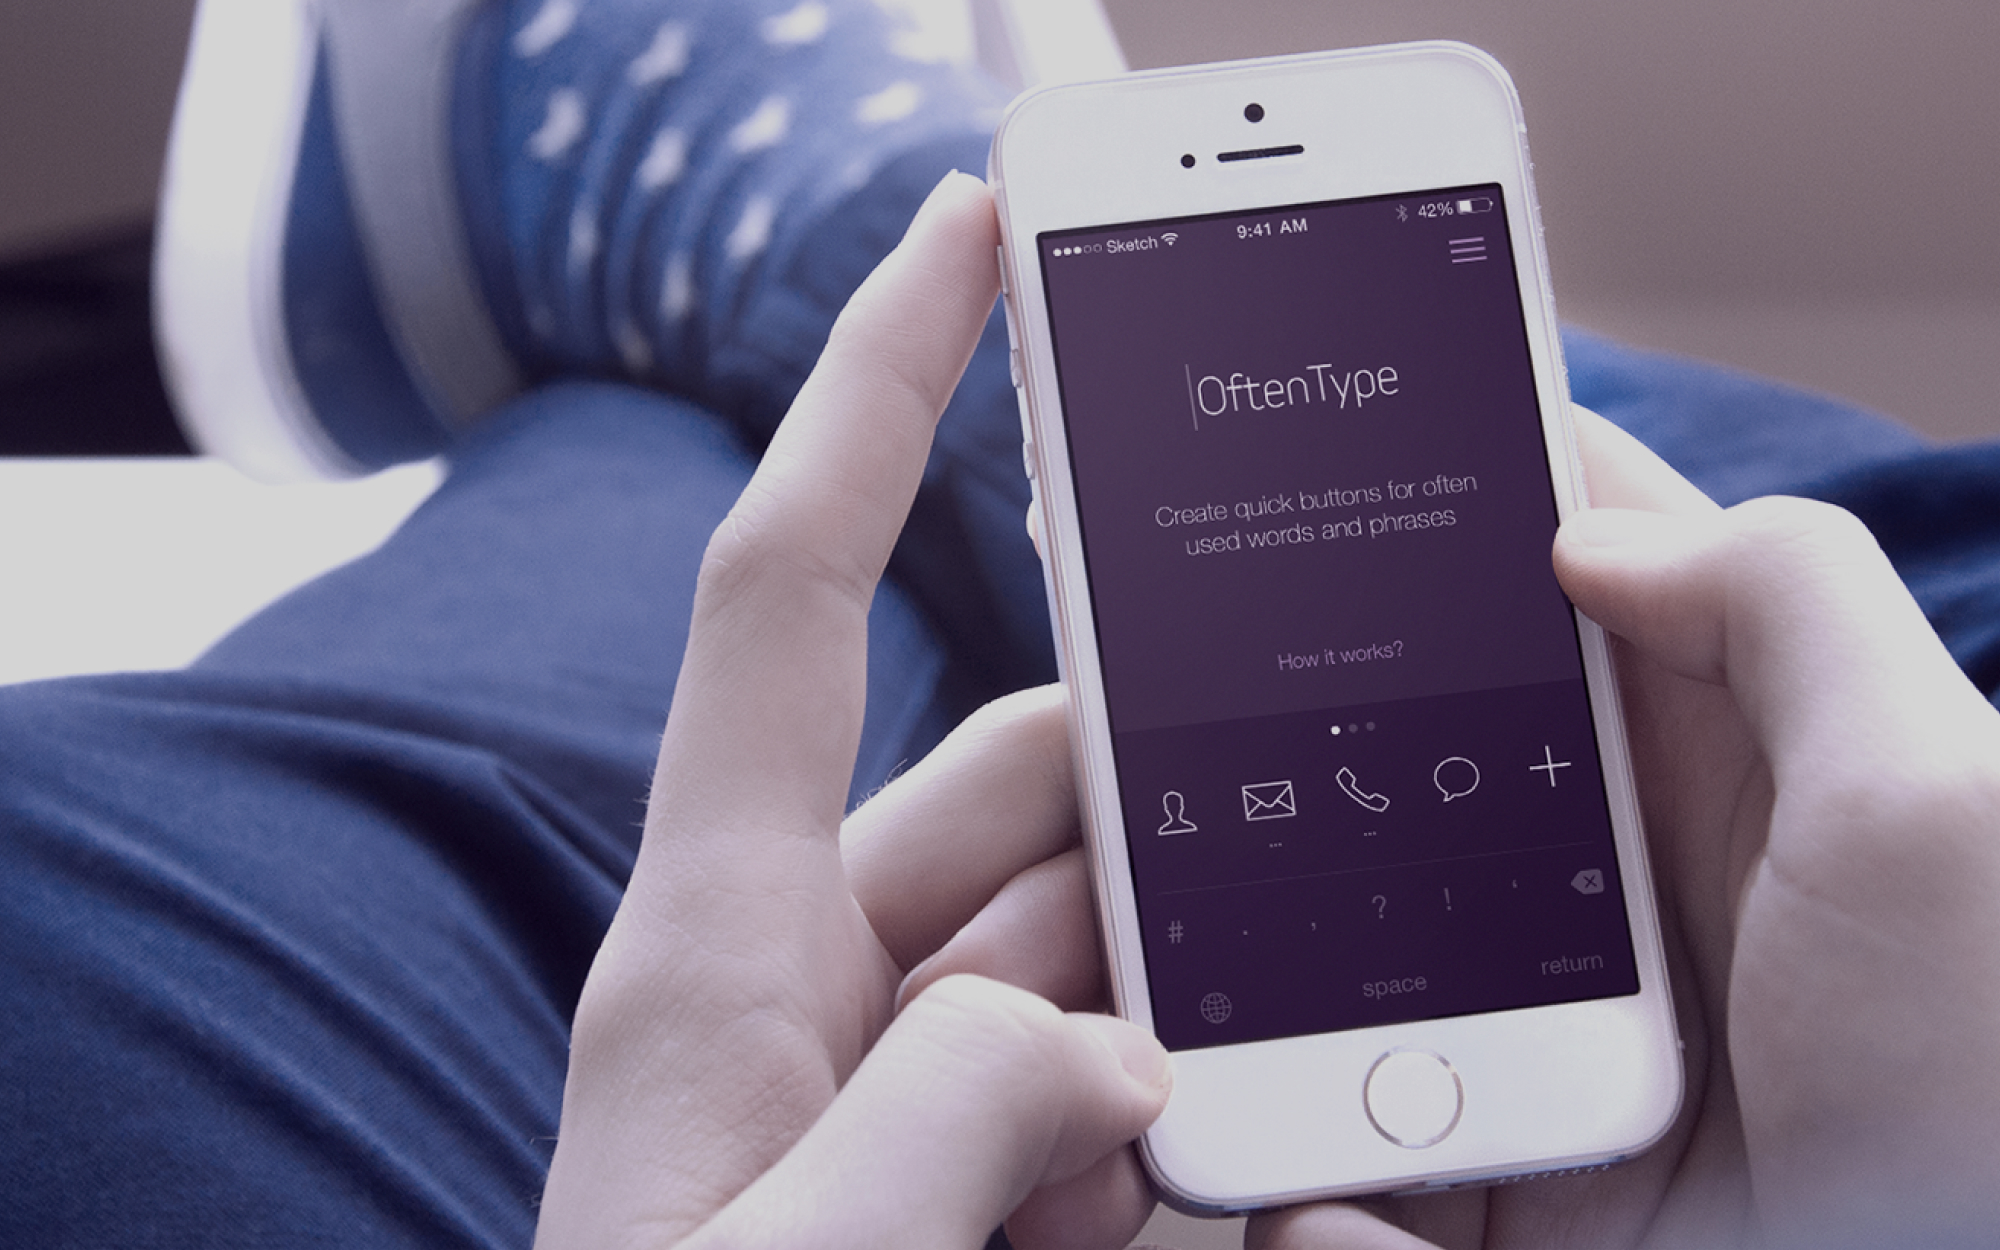 Sketch 9:41 AM 42%
OftenType
Create quick buttons for often
used words and phrases
How it works?
...
...
# . , ? ! ‘
space return